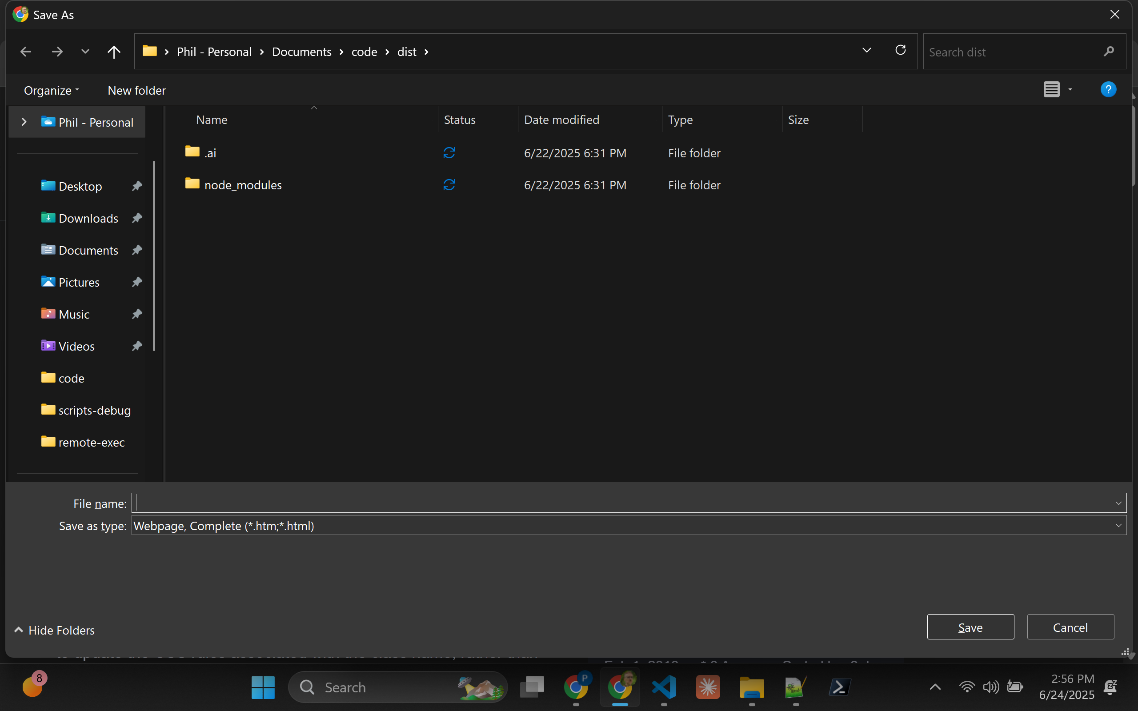 Save As
Phil - Personal > Documents > code > dist >
Search dist
Organize
New folder
?
Name Status Date modified Type Size
.ai 6/22/2025 6:31 PM File folder
node_modules 6/22/2025 6:31 PM File folder
Phil - Personal
Desktop
Downloads
Documents
Pictures
Music
Videos
code
scripts-debug
remote-exec
File name:
Save as type: Webpage, Complete (*.htm;*.html)
Hide Folders
Save
Cancel
8
Search
P
2:56 PM
6/24/2025